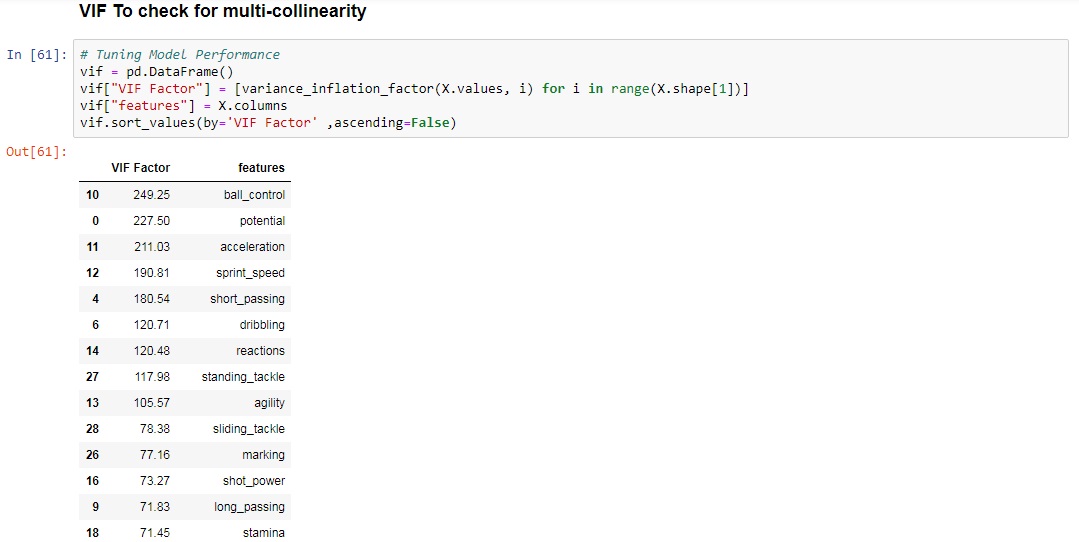 VIF To check for multi-collinearity
In [61]: # Tuning Model Performance
vif = pd.DataFrame()
vif["VIF Factor"] = [variance_inflation_factor(X.values, i) for i in range(X.shape[1])]
vif["features"] = X.columns
vif.sort_values(by='VIF Factor' ,ascending=False)
Out[61]:
VIF Factor features
10 249.25 ball_control
0 227.50 potential
11 211.03 acceleration
12 190.81 sprint_speed
4 180.54 short_passing
6 120.71 dribbling
14 120.48 reactions
27 117.98 standing_tackle
13 105.57 agility
28 78.38 sliding_tackle
26 77.16 marking
16 73.27 shot_power
9 71.83 long_passing
18 71.45 stamina